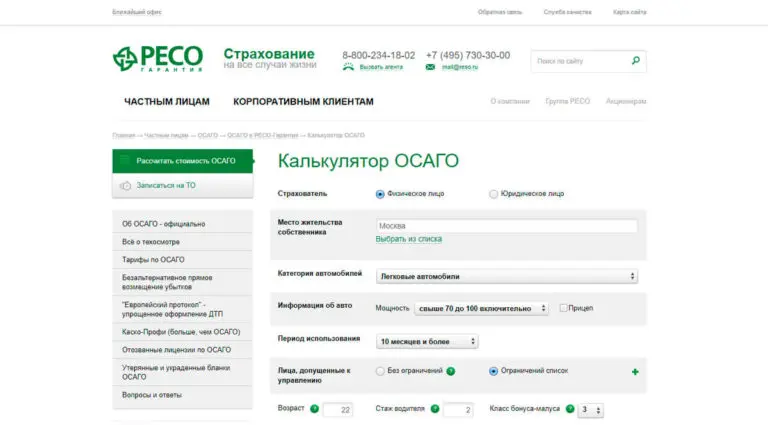 Ближайший офис
Обратная связь Служба качества Карта сайта
РЕСО
ГАРАНТИЯ
Страхование
на все случаи жизни
8-800-234-18-02 +7 (495) 730-30-00
Вызвать агента mail@reso.ru
Поиск по сайту
ЧАСТНЫМ ЛИЦАМ КОРПОРАТИВНЫМ КЛИЕНТАМ
О компании Группа РЕСО Акционерам
Главная → Частным лицам → ОСАГО → ОСАГО в РЕСО-Гарантия → Калькулятор ОСАГО
Рассчитать стоимость ОСАГО
Записаться на ТО
Об ОСАГО - официально
Всё о техосмотре
Тарифы по ОСАГО
Безальтернативное прямое
возмещение убытков
"Европейский протокол" -
упрощенное оформление ДТП
Каско-Профи (больше, чем ОСАГО)
Отозванные лицензии по ОСАГО
Утерянные и украденные бланки
ОСАГО
Вопросы и ответы
Калькулятор ОСАГО
Страхователь Физическое лицо Юридическое лицо
Место жительства
собственника
Москва
Выбрать из списка
Категория автомобилей Легковые автомобили
Информация об авто Мощность свыше 70 до 100 включительно Прицеп
Период использования 10 месяцев и более
Лица, допущенные к
управлению
Без ограничений ? Ограничений список +
Возраст ? 22 Стаж водителя ? 2 Класс бонуса-малуса ? 3